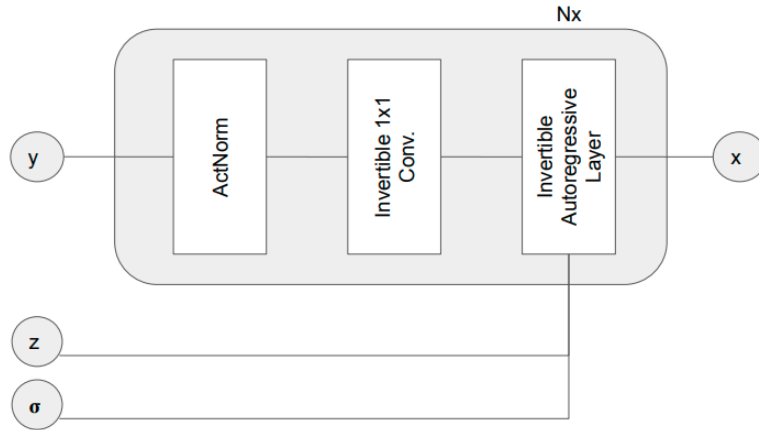 Nx
y
ActNorm
Invertible 1x1
Conv.
Invertible
Autoregressive
Layer
x
z
σ